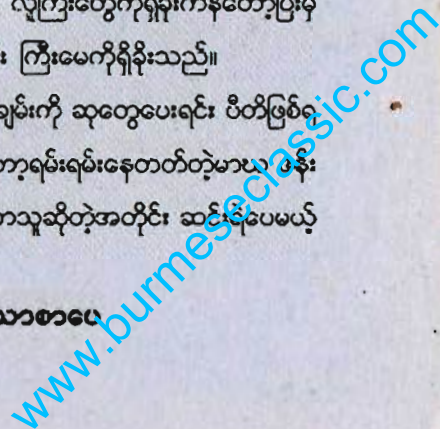 လူကြီးတွေကိုရှိခိုးကန်တော့ပြီးမှ
ကြီးမေကိုရှိခိုးသည်။
ချမ်းကို ဆုတွေပေးရင်း ပီတိဖြစ်ရ
ရမ်းရမ်းနေတတ်တဲ့မာဃ
သူဆိုတဲ့အတိုင်း ဆင်းရဲပေမယ့်
သာစာပေ
www.burmeseclassic.com